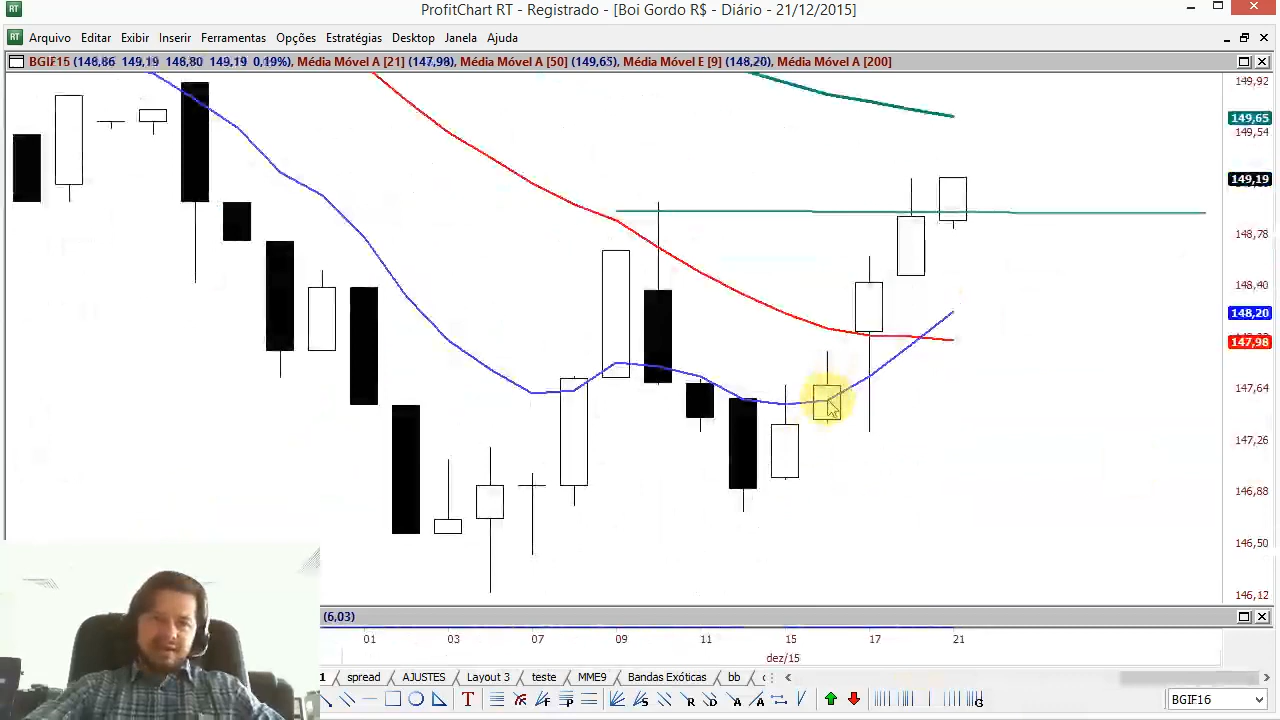 RT ProfitChart RT - Registrado - [Boi Gordo R$ - Diário - 21/12/2015]
RT Arquivo Editar Exibir Inserir Ferramentas Opções Estratégias Desktop Janela Ajuda
BGIF15 (148,86 149,19 148,80 149,19 0,19%), Média Móvel A [21] (147,98), Média Móvel A [50] (149,65), Média Móvel E [9] (148,20), Média Móvel A [200]
149,92
149,65
149,54
149,19
148,78
148,40
148,20
147,98
147,64
147,26
146,88
146,50
146,12
(6,03)
01 03 07 09 11 15 17 21
dez/15
1 spread AJUSTES Layout 3 teste MME9 Bandas Exóticas bb
BGIF16